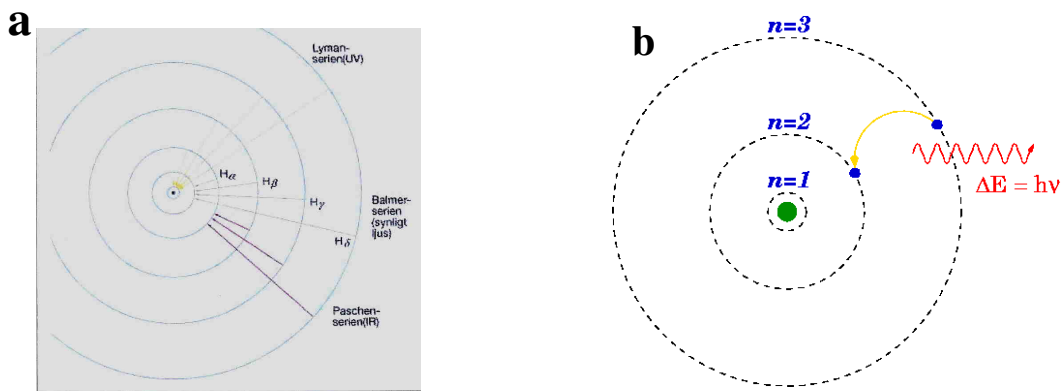 a
Lyman-
serien(UV)
Hα
Hβ
Hγ
Hδ
Balmer-
serien
(synligt
ljus)
Paschen-
serien(IR)
b
n=3
n=2
n=1
ΔE = hν